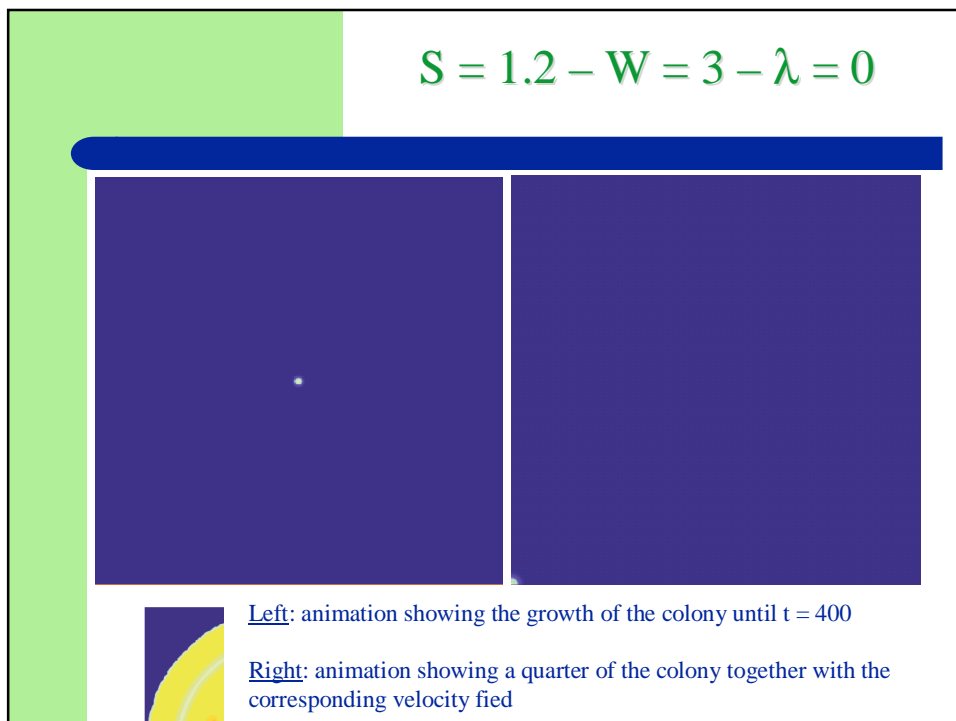 S = 1.2 – W = 3 – λ = 0
Left: animation showing the growth of the colony until t = 400
Right: animation showing a quarter of the colony together with the
corresponding velocity fied